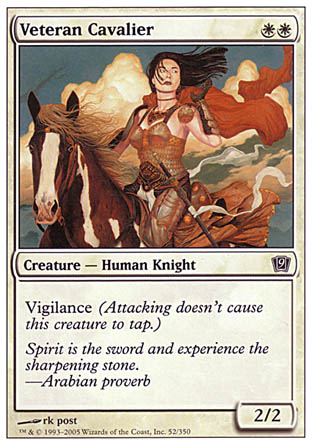 Veteran Cavalier
Creature — Human Knight
9
Vigilance (Attacking doesn't cause
this creature to tap.)
Spirit is the sword and experience the
sharpening stone.
—Arabian proverb
rk post
2/2
™ & © 1993–2005 Wizards of the Coast, Inc. 52/350